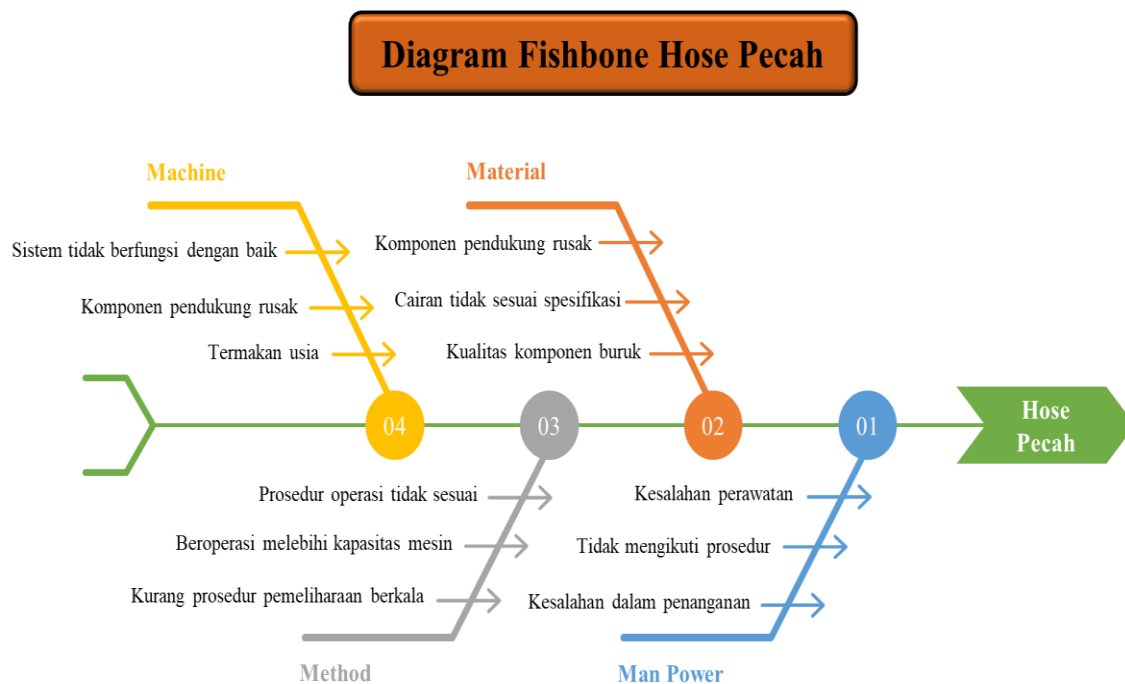 Diagram Fishbone Hose Pecah
Machine
Material
Sistem tidak berfungsi dengan baik
Komponen pendukung rusak
Termakan usia
Komponen pendukung rusak
Cairan tidak sesuai spesifikasi
Kualitas komponen buruk
04
03
02
01
Hose
Pecah
Prosedur operasi tidak sesuai
Beroperasi melebihi kapasitas mesin
Kurang prosedur pemeliharaan berkala
Kesalahan perawatan
Tidak mengikuti prosedur
Kesalahan dalam penanganan
Method
Man Power